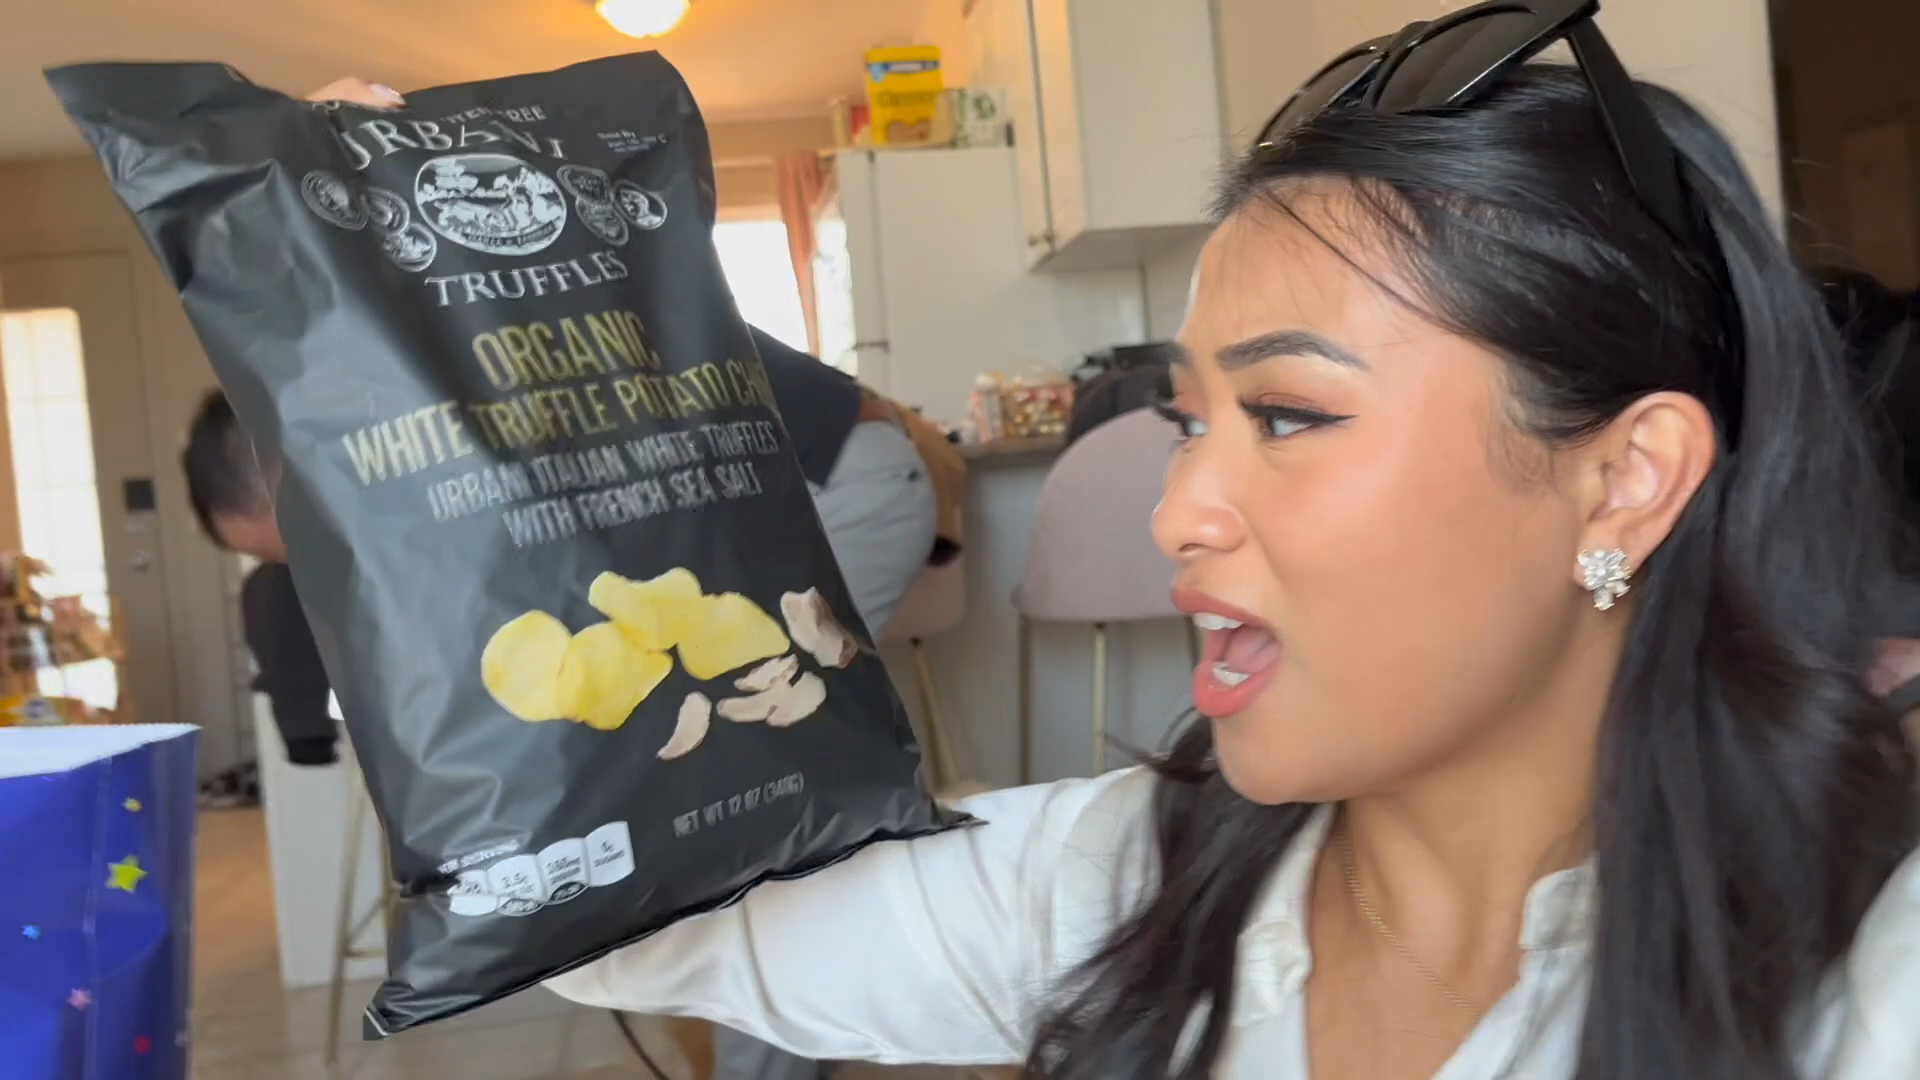 URBANI
TRUFFLES
ORGANIC
WHITE TRUFFLE POTATO CHI
URBANI ITALIAN WHITE TRUFFLES
WITH FRENCH SEA SALT
NET WT 12 OZ (340G)